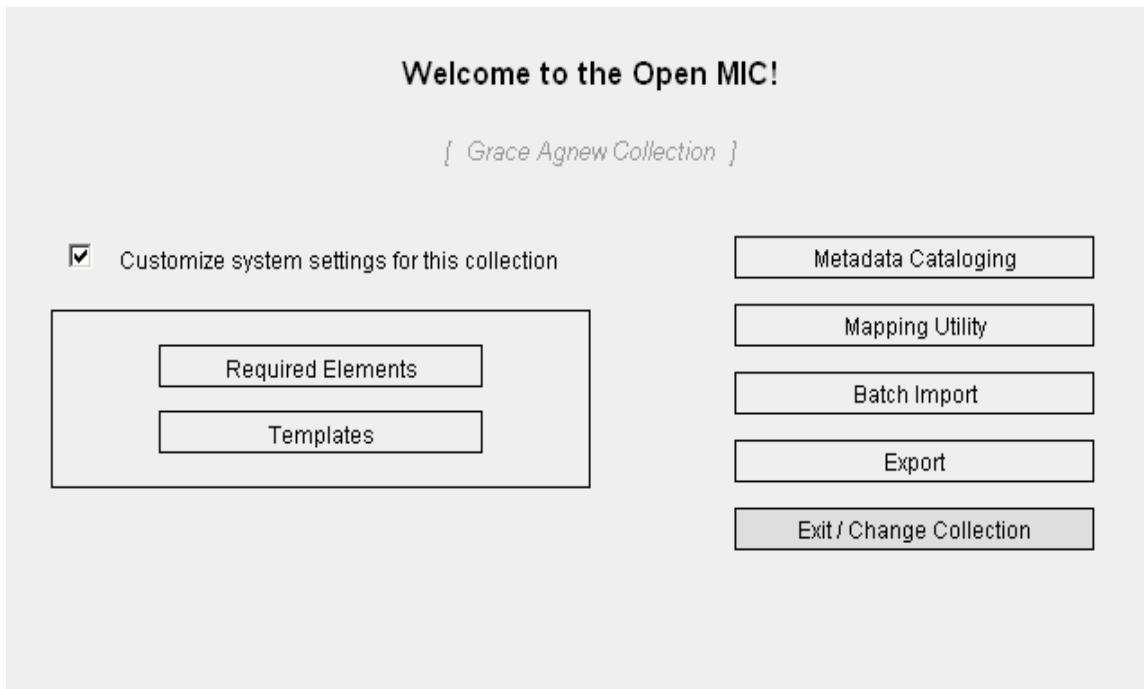 Welcome to the Open MIC!
[ Grace Agnew Collection ]
Customize system settings for this collection
Required Elements
Templates
Metadata Cataloging
Mapping Utility
Batch Import
Export
Exit / Change Collection